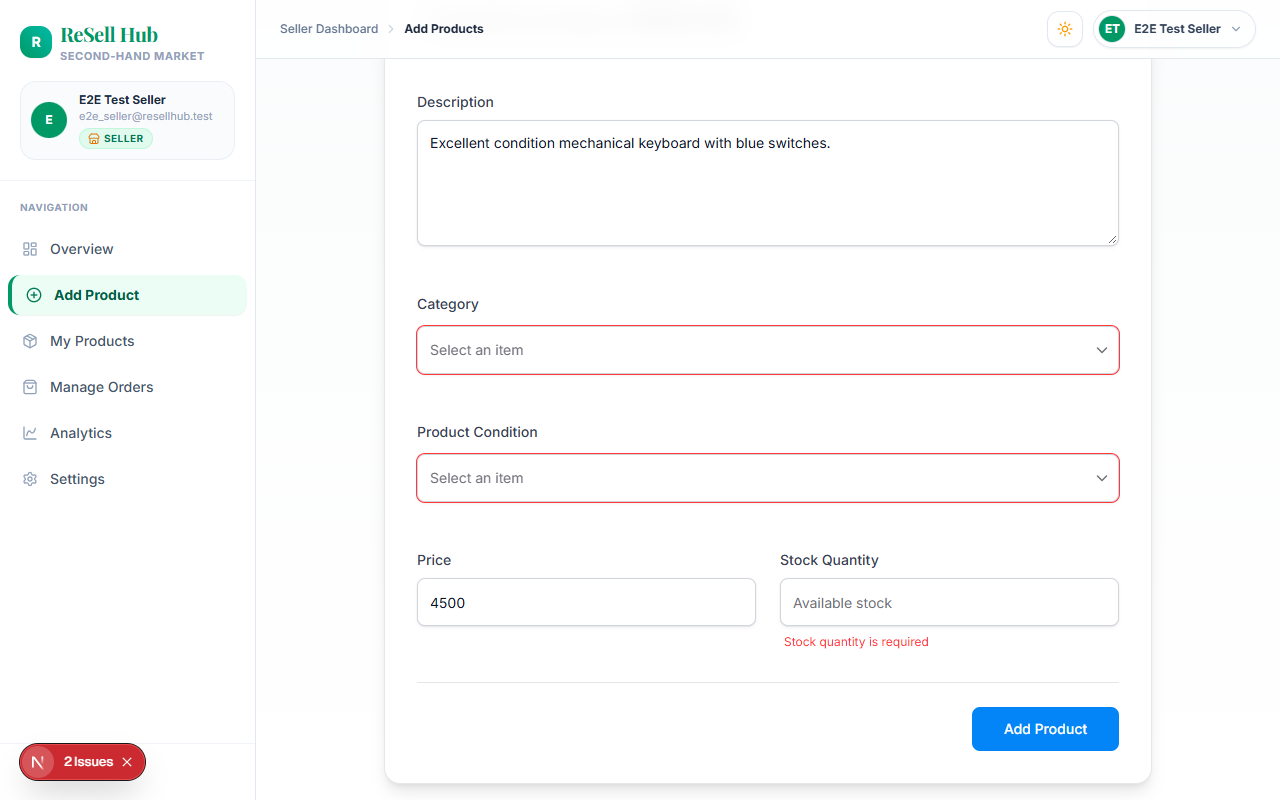 R
ReSell Hub
SECOND-HAND MARKET
E
E2E Test Seller
e2e_seller@resellhub.test
SELLER
NAVIGATION
Overview
Add Product
My Products
Manage Orders
Analytics
Settings
N
2 Issues
Seller Dashboard
Add Products
ET
E2E Test Seller
Description
Excellent condition mechanical keyboard with blue switches.
Category
Select an item
Product Condition
Select an item
Price
4500
Stock Quantity
Available stock
Stock quantity is required
Add Product